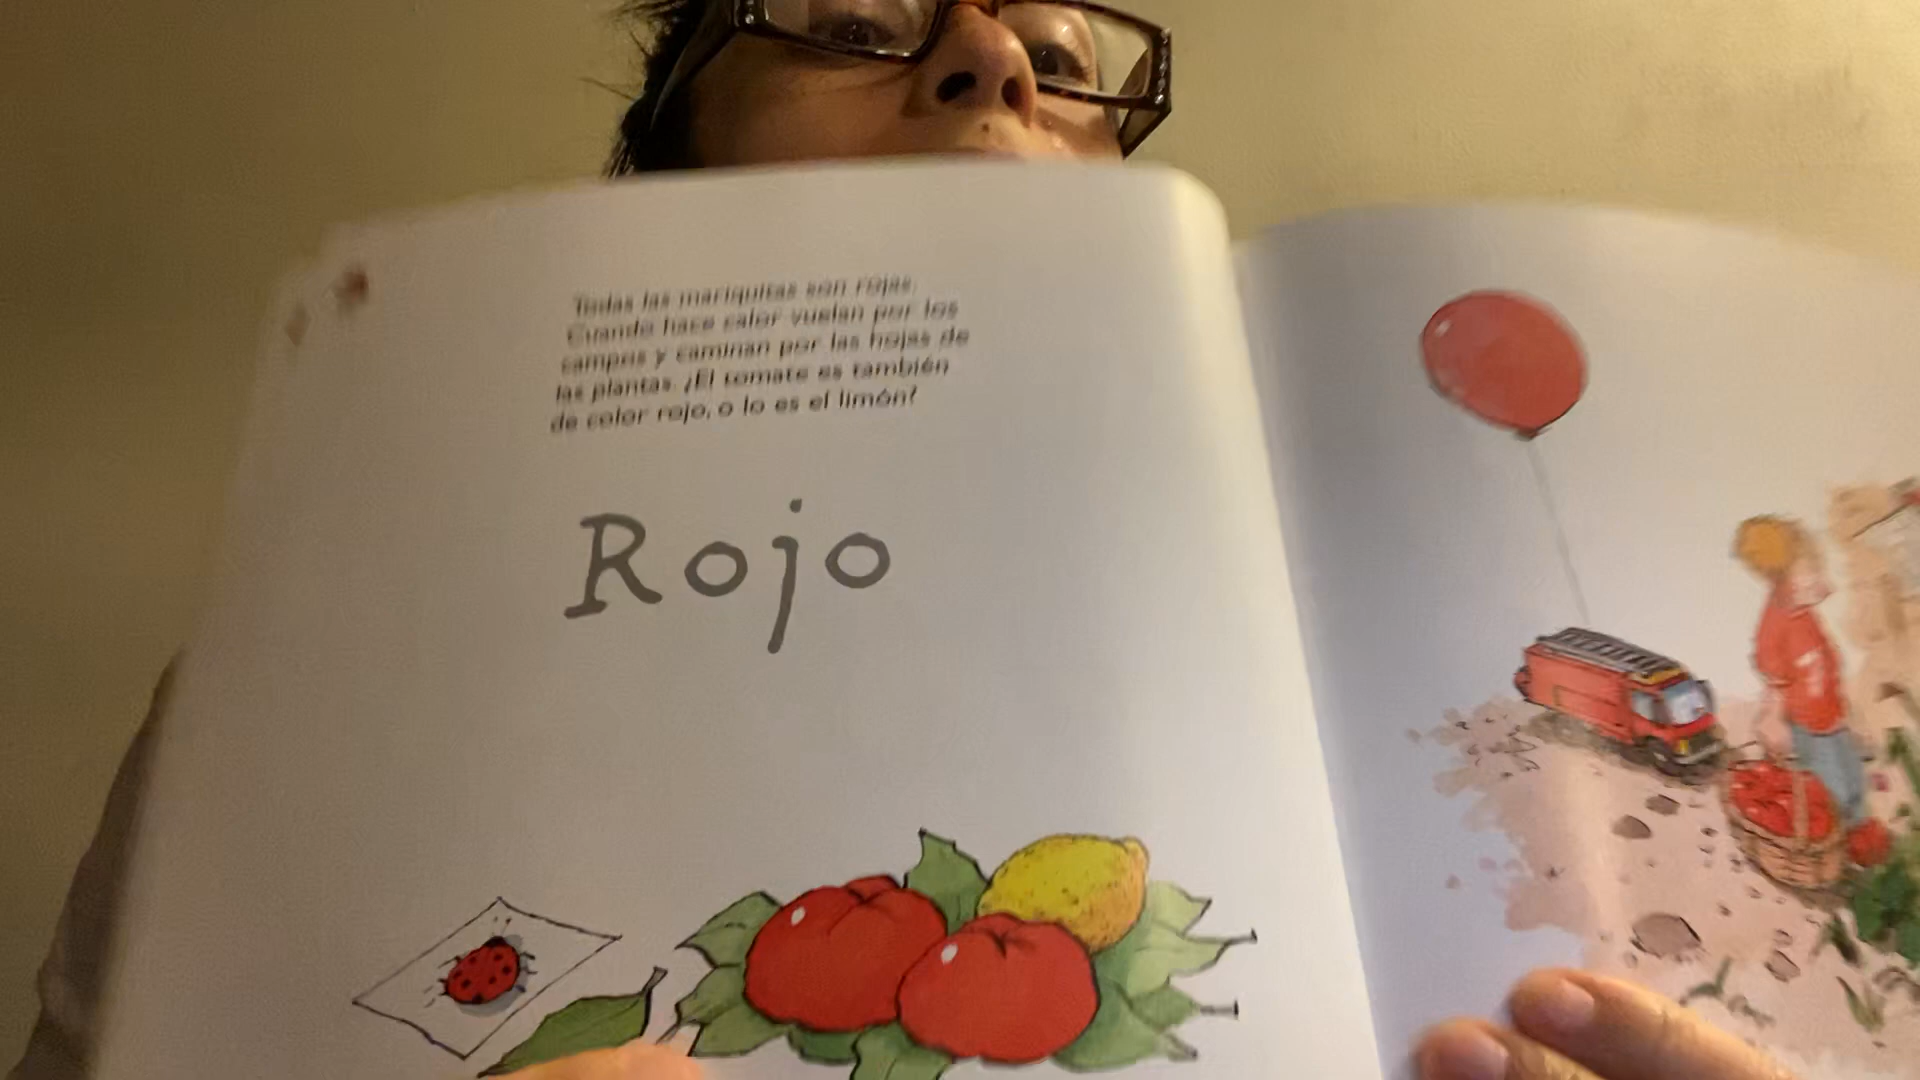 Todas las mariquitas son rojas.
Cuando hace calor vuelan por los
campos y caminan por las hojas de
las plantas. ¿El tomate es también
de color rojo, o lo es el limón?
Rojo